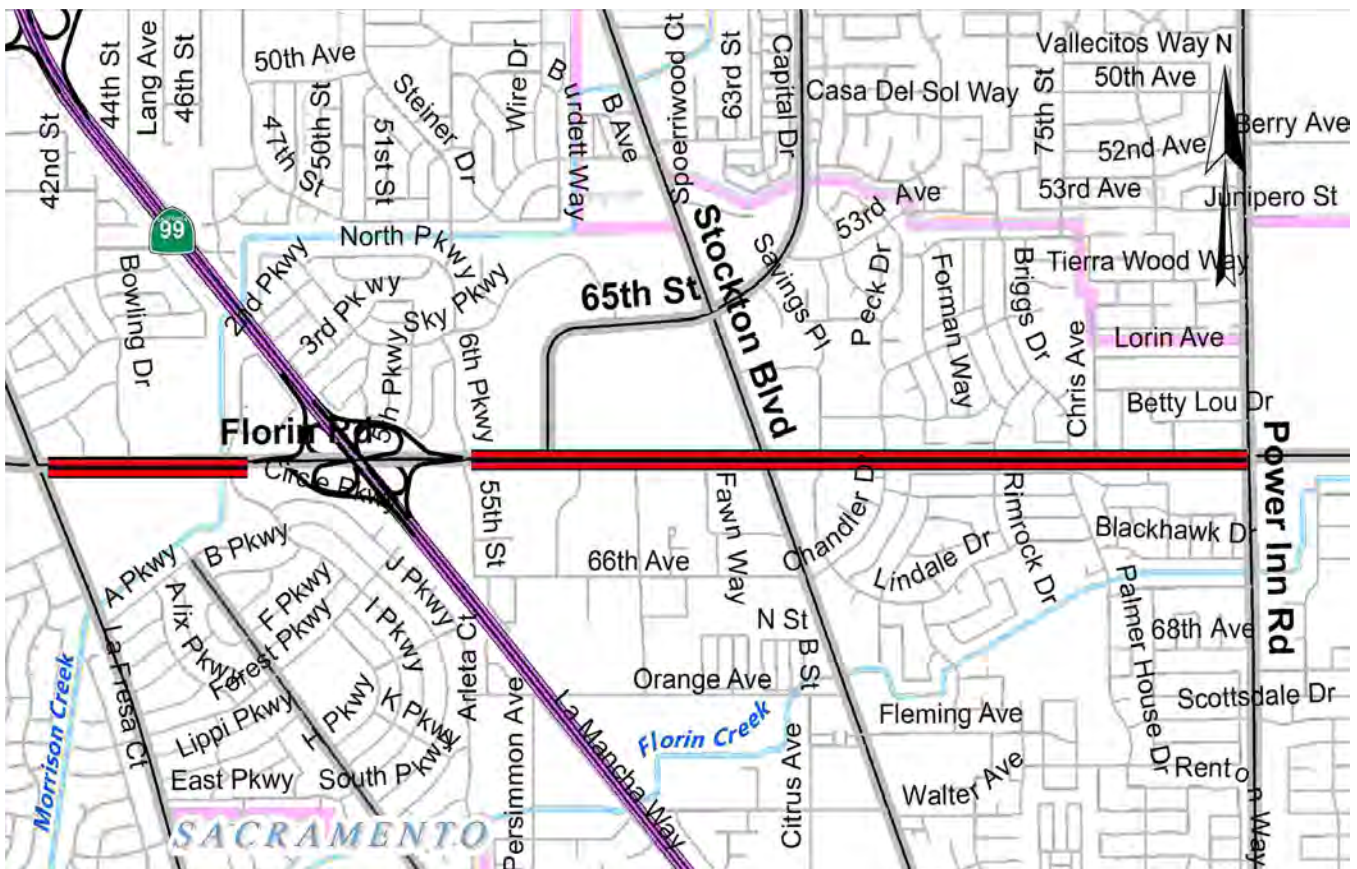 44th St
Lang Ave
46th St
50th Ave
Steiner Dr
Wire Dr
Burdett Way
B Ave
63rd St
Capital Dr
Casa Del Sol Way
75th St
Vallecitos Way
N
50th Ave
Berry Ave
52nd Ave
53rd Ave
Junipero St
42nd St
47th St
50th St
51st St
99
North Pkwy
Stockton Blvd
53rd Ave
Bowling Dr
3rd Pkwy
Sky Pkwy
65th St
Savings Pl
Peck Dr
Forman Way
Briggs Dr
Tierra Wood Way
Chris Ave
Lorin Ave
5th Pkwy
6th Pkwy
Betty Lou Dr
Florin Rd
Power Inn Rd
Circle Pkwy
55th St
Fawn Way
Chandler Dr
Rimrock Dr
Blackhawk Dr
A Pkwy
B Pkwy
J Pkwy
66th Ave
Lindale Dr
F Pkwy
I Pkwy
Alix Pkwy
Forest Pkwy
Arleta Ct
N St
B St
Palmer House Dr
68th Ave
La Fresa Ct
Lippi Pkwy
K Pkwy
Orange Ave
Scottsdale Dr
Fleming Ave
Morrison Creek
East Pkwy
South Pkwy
Persimmon Ave
La Mancha Way
Florin Creek
Citrus Ave
Walter Ave
Renton Way
SACRAMENTO